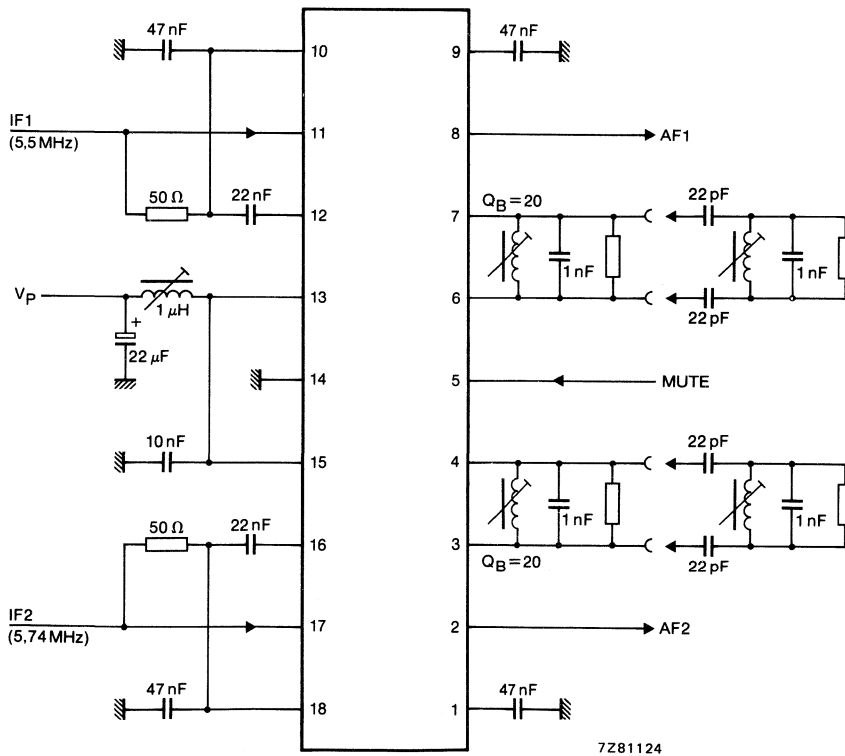 47 nF
10
9
47 nF
IF1
(5,5 MHz)
11
8
AF1
50 Ω
22 nF
12
7
Q_B = 20
22 pF
1 nF
1 nF
V_P
1 μH
13
6
22 pF
+
22 μF
14
5
MUTE
10 nF
15
4
22 pF
50 Ω
22 nF
16
3
1 nF
1 nF
Q_B = 20
22 pF
IF2
(5,74 MHz)
17
2
AF2
47 nF
18
1
47 nF
7Z81124